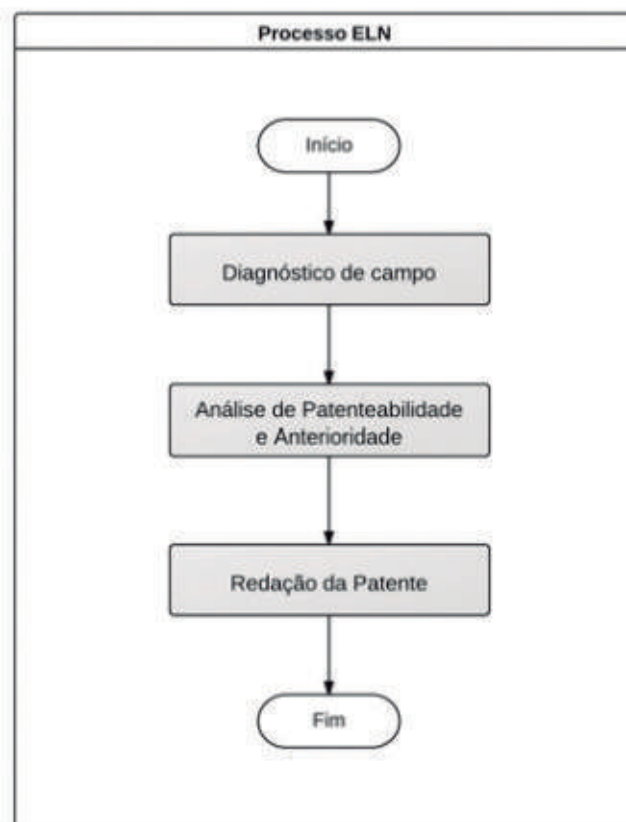 Processo ELN
Início
Diagnóstico de campo
Análise de Patenteabilidade
e Anterioridade
Redação da Patente
Fim